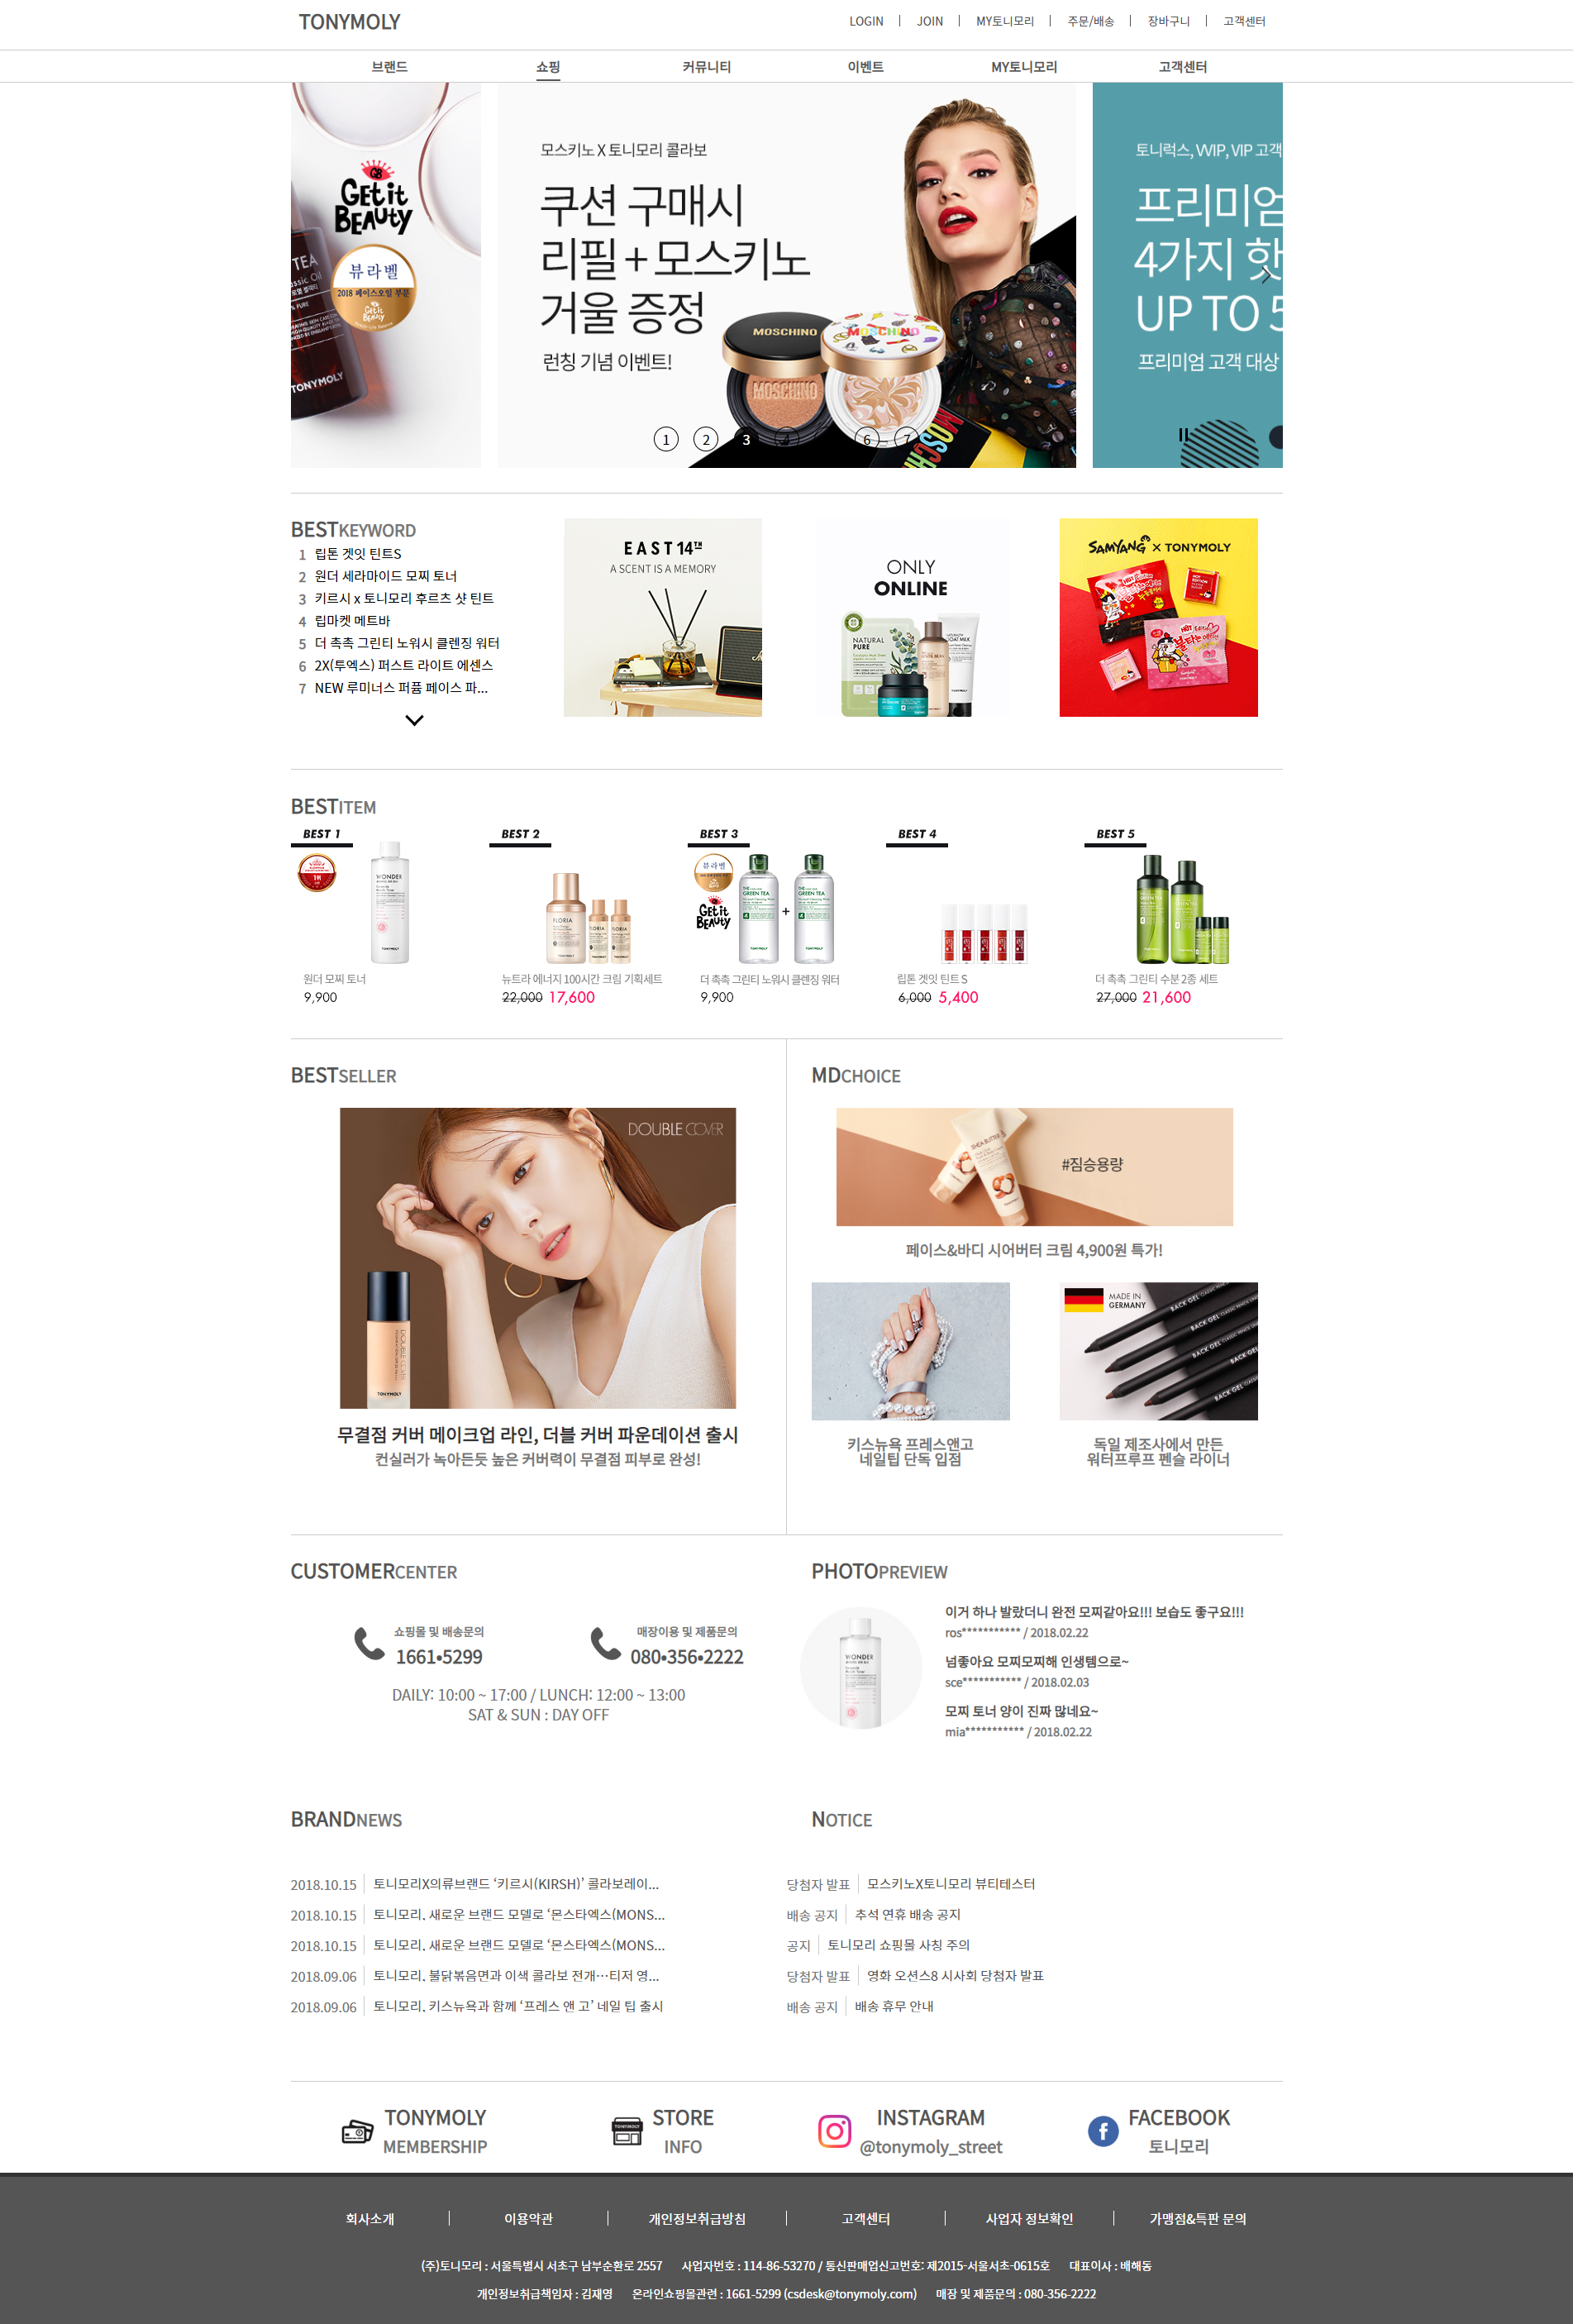 TONYMOLY
LOGIN
JOIN
MY토니모리
주문/배송
장바구니
고객센터
브랜드
쇼핑
커뮤니티
이벤트
MY토니모리
고객센터
Get it
BEAUTY
뷰라벨
2018 페이스오일 부문
TONYMOLY
모스키노 X 토니모리 콜라보
쿠션 구매시
리필 + 모스키노
거울 증정
런칭 기념 이벤트!
MOSCHINO
MOSCHINO
MOSCHINO
1
2
3
4
6
7
토니럭스, VVIP, VIP 고객
프리미엄
4가지 핫
UP TO 5
프리미엄 고객 대상
BESTKEYWORD
1 립톤 겟잇 틴트S
2 원더 세라마이드 모찌 토너
3 키르시 x 토니모리 후르츠 샷 틴트
4 립마켓 메트바
5 더 촉촉 그린티 노워시 클렌징 워터
6 2X(투엑스) 퍼스트 라이트 에센스
7 NEW 루미너스 퍼퓸 페이스 파...
EAST 14TH
A SCENT IS A MEMORY
ONLY
ONLINE
NATURAL
PURE
SAMYANG X TONYMOLY
BESTITEM
BEST 1
WONDER
원더 모찌 토너
9,900
BEST 2
FLORIA
뉴트라 에너지 100시간 크림 기획세트
22,000 17,600
BEST 3
뷰라벨
Get it
BEAUTY
GREEN TEA
+
GREEN TEA
더 촉촉 그린티 노워시 클렌징 워터
9,900
BEST 4
립톤 겟잇 틴트 S
6,000 5,400
BEST 5
GREEN TEA
더 촉촉 그린티 수분 2종 세트
27,000 21,600
BESTSELLER
DOUBLE COVER
TONYMOLY
무결점 커버 메이크업 라인, 더블 커버 파운데이션 출시
컨실러가 녹아든듯 높은 커버력이 무결점 피부로 완성!
MDCHOICE
SHEA BUTTER
#짐승용량
페이스&바디 시어버터 크림 4,900원 특가!
키스뉴욕 프레스앤고
네일팁 단독 입점
MADE IN
GERMANY
BACK GEL
BACK GEL
BACK GEL
BACK GEL
BACK GEL
독일 제조사에서 만든
워터프루프 펜슬 라이너
CUSTOMERCENTER
쇼핑몰 및 배송문의
1661•5299
매장이용 및 제품문의
080•356•2222
DAILY: 10:00 ~ 17:00 / LUNCH: 12:00 ~ 13:00
SAT & SUN : DAY OFF
PHOTOPREVIEW
WONDER
이거 하나 발랐더니 완전 모찌같아요!!! 보습도 좋구요!!!
ros*********** / 2018.02.22
넘좋아요 모찌모찌해 인생템으로~
sce*********** / 2018.02.03
모찌 토너 양이 진짜 많네요~
mia*********** / 2018.02.22
BRANDNEWS
2018.10.15 토니모리X의류브랜드 ‘키르시(KIRSH)’ 콜라보레이...
2018.10.15 토니모리, 새로운 브랜드 모델로 ‘몬스타엑스(MONS...
2018.10.15 토니모리, 새로운 브랜드 모델로 ‘몬스타엑스(MONS...
2018.09.06 토니모리, 불닭볶음면과 이색 콜라보 전개…티저 영...
2018.09.06 토니모리, 키스뉴욕과 함께 ‘프레스 앤 고’ 네일 팁 출시
NOTICE
당첨자 발표 모스키노X토니모리 뷰티테스터
배송 공지 추석 연휴 배송 공지
공지 토니모리 쇼핑몰 사칭 주의
당첨자 발표 영화 오션스8 시사회 당첨자 발표
배송 공지 배송 휴무 안내
TONYMOLY
MEMBERSHIP
TONYMOLY
STORE
INFO
INSTAGRAM
@tonymoly_street
FACEBOOK
토니모리
회사소개
이용약관
개인정보취급방침
고객센터
사업자 정보확인
가맹점&특판 문의
(주)토니모리 : 서울특별시 서초구 남부순환로 2557 사업자번호 : 114-86-53270 / 통신판매업신고번호: 제2015-서울서초-0615호 대표이사 : 배해동
개인정보취급책임자 : 김재영 온라인쇼핑몰관련 : 1661-5299 (csdesk@tonymoly.com) 매장 및 제품문의 : 080-356-2222